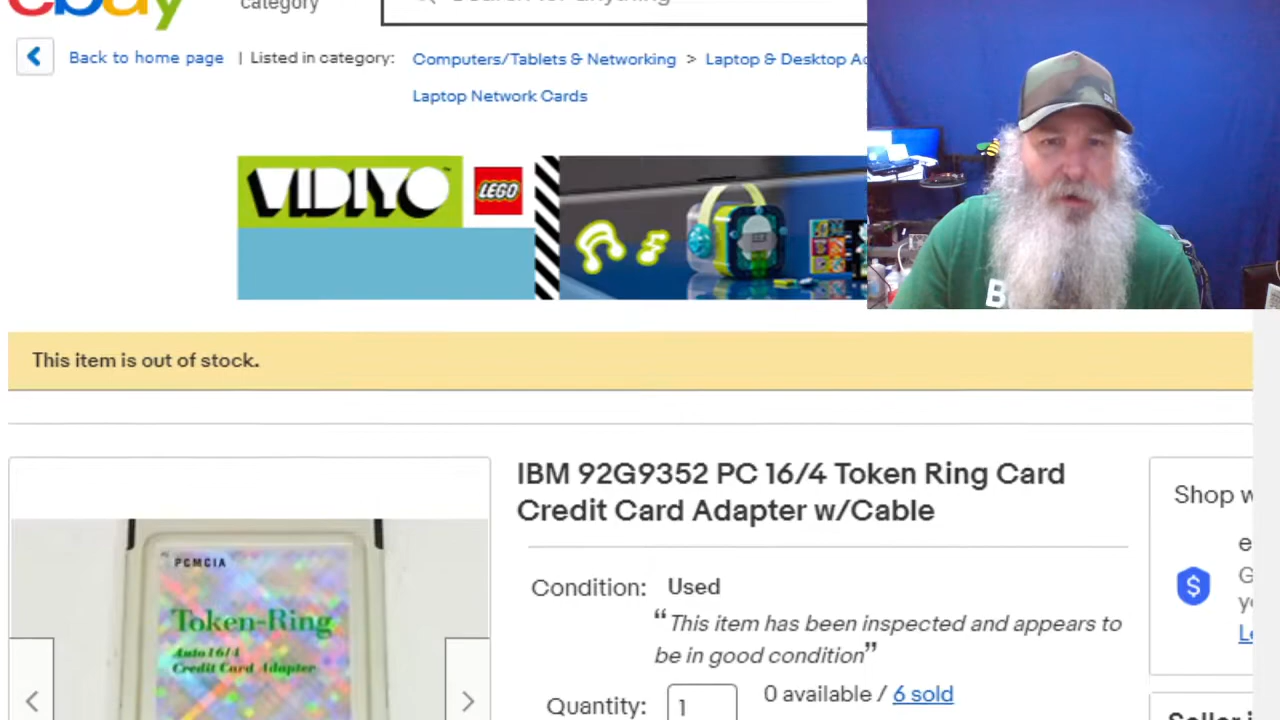 ebay
category
Back to home page | Listed in category: Computers/Tablets & Networking > Laptop & Desktop
Laptop Network Cards
VIDIYO™ LEGO
This item is out of stock.
IBM 92G9352 PC 16/4 Token Ring Card
Credit Card Adapter w/Cable
Shop
Condition: Used
“This item has been inspected and appears to
be in good condition”
Quantity: 1 0 available / 6 sold
PCMCIA
Token-Ring
Auto 16/4
Credit Card Adapter